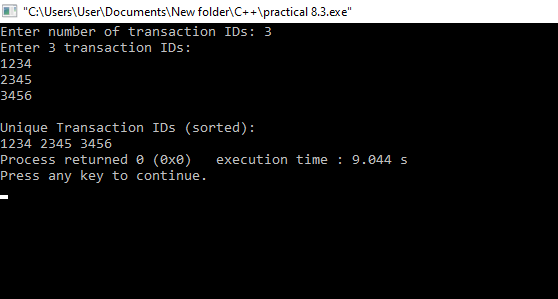 "C:\Users\User\Documents\New folder\C++\practical 8.3.exe"
Enter number of transaction IDs: 3
Enter 3 transaction IDs:
1234
2345
3456
Unique Transaction IDs (sorted):
1234 2345 3456
Process returned 0 (0x0)   execution time : 9.044 s
Press any key to continue.